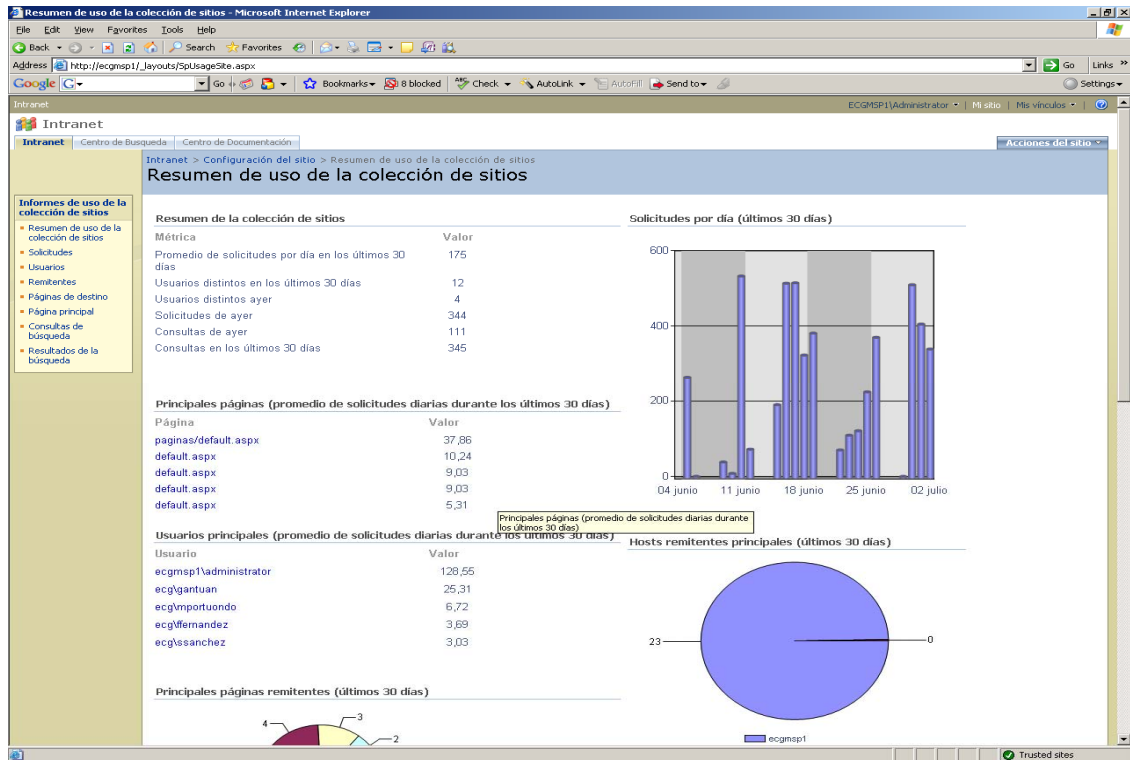 Resumen de uso de la colección de sitios - Microsoft Internet Explorer
File Edit View Favorites Tools Help
Back Search Favorites
Address http://ecgmsp1/_layouts/SpUsageSite.aspx Go Links »
Google G Go Bookmarks 8 blocked Check AutoLink AutoFill Send to Settings
Intranet ECGMSP1\Administrator | Mi sitio | Mis vínculos |
Intranet
Intranet Centro de Busqueda Centro de Documentación Acciones del sitio
Intranet > Configuración del sitio > Resumen de uso de la colección de sitios
Resumen de uso de la colección de sitios
Informes de uso de la
colección de sitios
Resumen de uso de la
colección de sitios
Solicitudes
Usuarios
Remitentes
Páginas de destino
Página principal
Consultas de
búsqueda
Resultados de la
búsqueda
Resumen de la colección de sitios
Métrica Valor
Promedio de solicitudes por día en los últimos 30 175
días
Usuarios distintos en los últimos 30 días 12
Usuarios distintos ayer 4
Solicitudes de ayer 344
Consultas de ayer 111
Consultas en los últimos 30 días 345
Solicitudes por día (últimos 30 días)
600
400
200
0
04 junio 11 junio 18 junio 25 junio 02 julio
Principales páginas (promedio de solicitudes diarias durante los últimos 30 días)
Página Valor
paginas/default.aspx 37,86
default.aspx 10,24
default.aspx 9,03
default.aspx 9,03
default.aspx 5,31
Principales páginas (promedio de solicitudes diarias durante
los últimos 30 días)
Usuarios principales (promedio de solicitudes diarias durante los últimos 30 días)
Usuario Valor
ecgmsp1\administrator 128,55
ecg\gantuan 25,31
ecg\mportuondo 6,72
ecg\ffernandez 3,69
ecg\ssanchez 3,03
Hosts remitentes principales (últimos 30 días)
23 0
ecgmsp1
Principales páginas remitentes (últimos 30 días)
4 3
2
Trusted sites